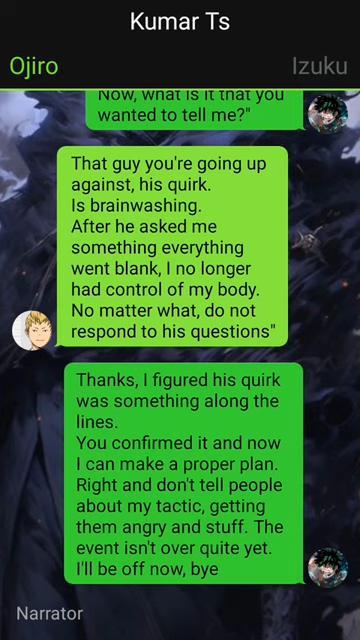 Kumar Ts
Ojiro
Izuku
Now, what is it that you
wanted to tell me?"
That guy you're going up
against, his quirk.
Is brainwashing.
After he asked me
something everything
went blank, I no longer
had control of my body.
No matter what, do not
respond to his questions"
Thanks, I figured his quirk
was something along the
lines.
You confirmed it and now
I can make a proper plan.
Right and don't tell people
about my tactic, getting
them angry and stuff. The
event isn't over quite yet.
I'll be off now, bye
Narrator